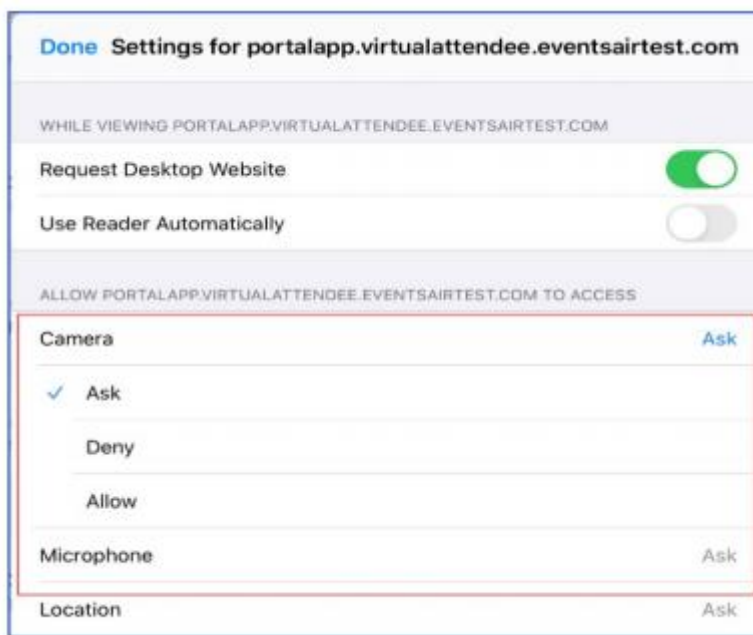 Done Settings for portalapp.virtualattendee.eventsairtest.com
WHILE VIEWING PORTALAPP.VIRTUALATTENDEE.EVENTSAIRTEST.COM
Request Desktop Website
Use Reader Automatically
ALLOW PORTALAPP.VIRTUALATTENDEE.EVENTSAIRTEST.COM TO ACCESS
Camera Ask
Ask
Deny
Allow
Microphone Ask
Location Ask